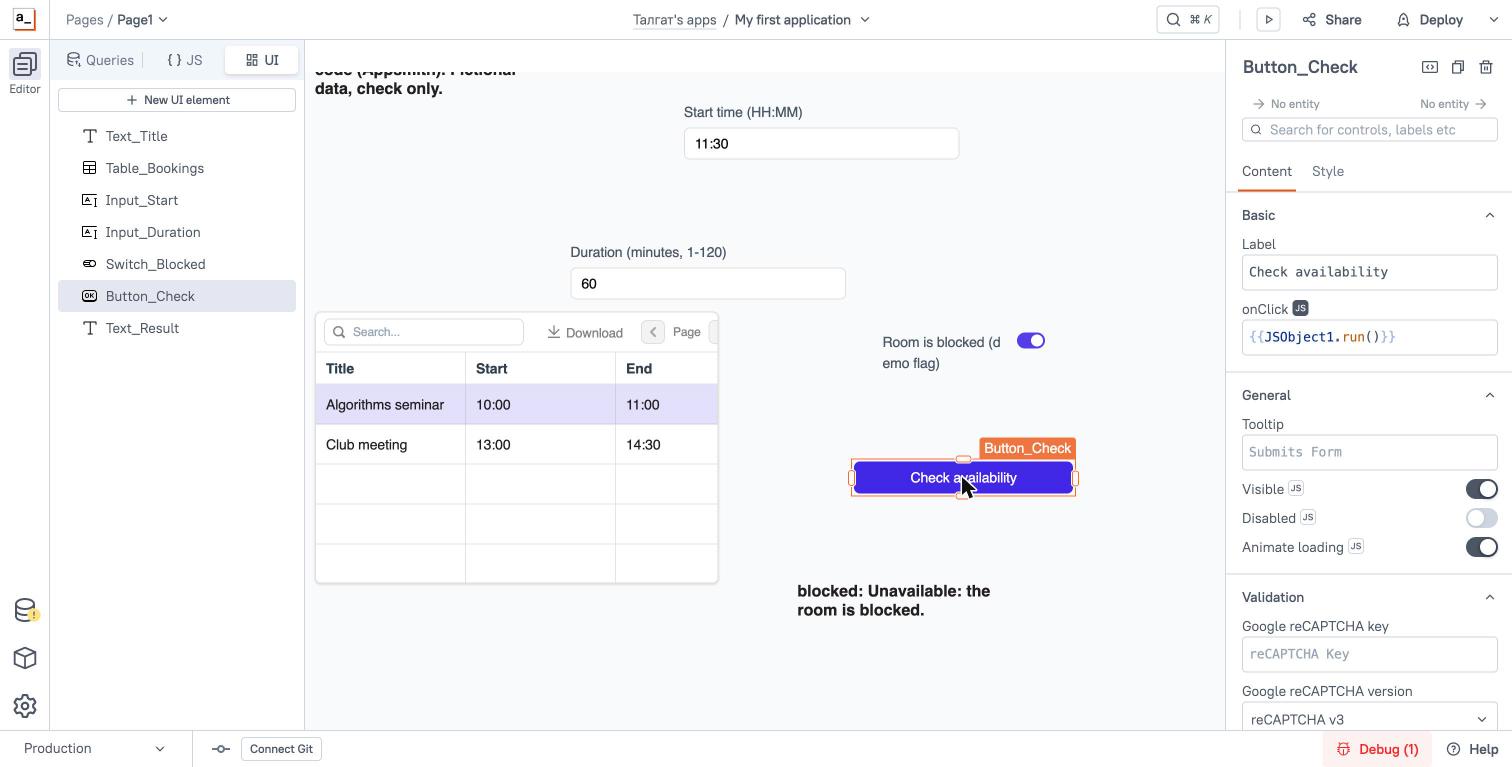 a_
Pages / Page1
Талгат's apps / My first application
⌘ K
Share
Deploy
Editor
Queries
{ } JS
UI
+ New UI element
Text_Title
Table_Bookings
Input_Start
Input_Duration
Switch_Blocked
Button_Check
Text_Result
code (Appsmith). Fictional
data, check only.
Start time (HH:MM)
11:30
Duration (minutes, 1-120)
60
Search...
Download
Page
Title Start End
Algorithms seminar 10:00 11:00
Club meeting 13:00 14:30
Room is blocked (d
emo flag)
Button_Check
Check availability
blocked: Unavailable: the
room is blocked.
Button_Check
No entity
No entity
Search for controls, labels etc
Content
Style
Basic
Label
Check availability
onClick JS
{{JSObject1.run()}}
General
Tooltip
Submits Form
Visible JS
Disabled JS
Animate loading JS
Validation
Google reCAPTCHA key
reCAPTCHA Key
Google reCAPTCHA version
reCAPTCHA v3
Production
Connect Git
Debug (1)
Help